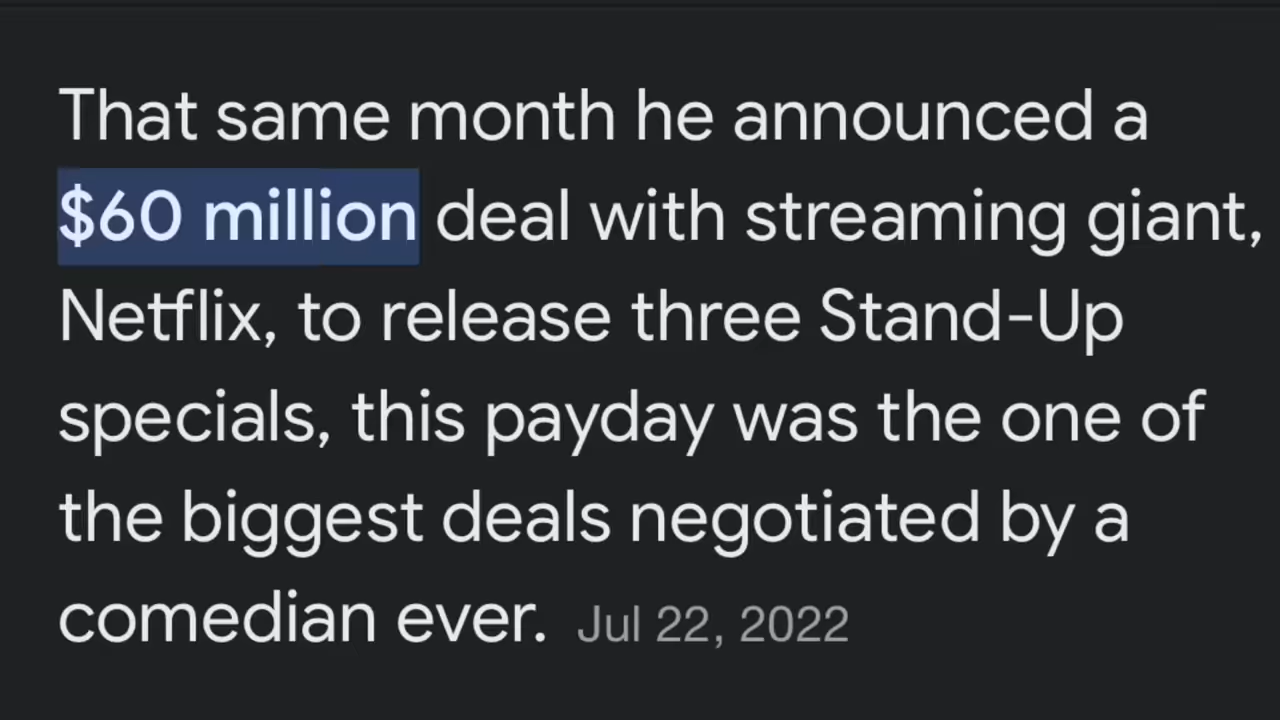 That same month he announced a
$60 million deal with streaming giant,
Netflix, to release three Stand-Up
specials, this payday was the one of
the biggest deals negotiated by a
comedian ever. Jul 22, 2022